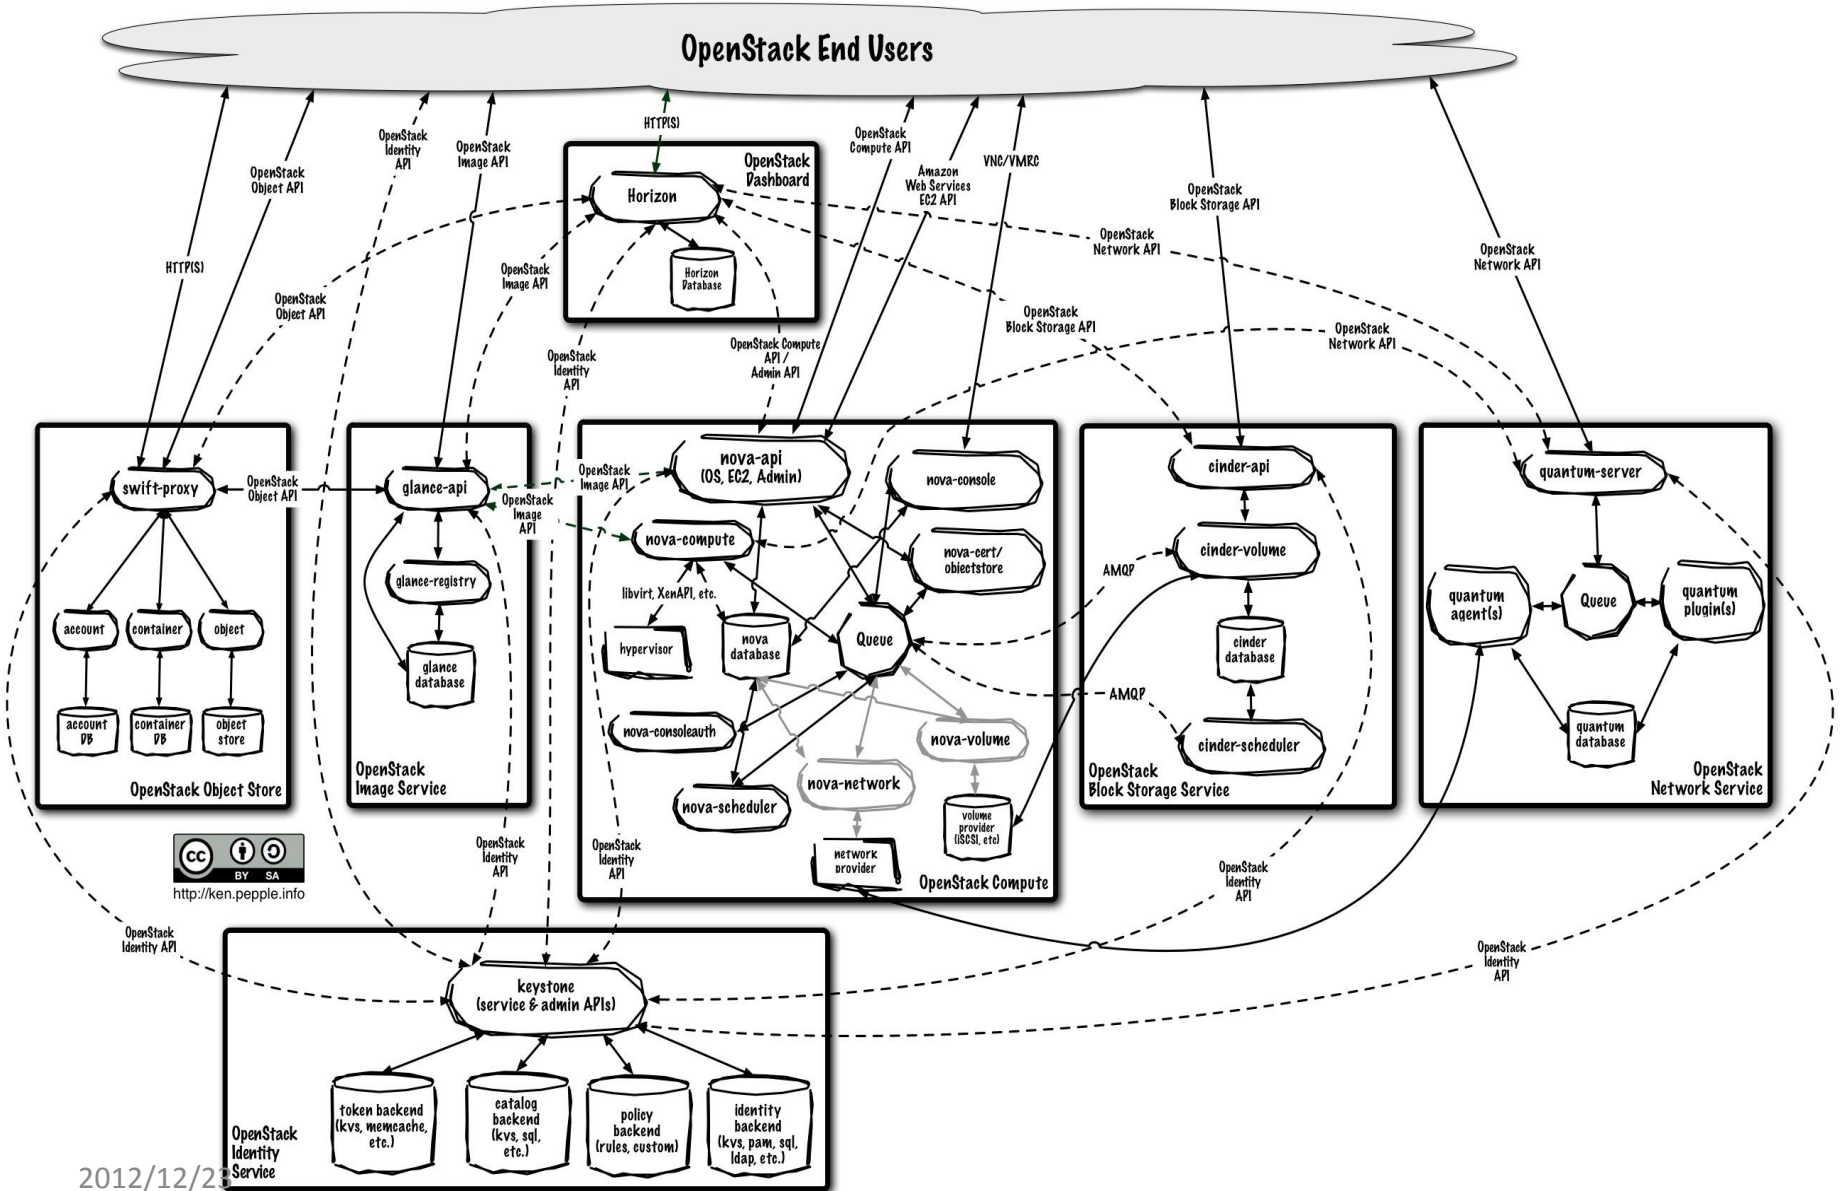 OpenStack End Users
HTTP(S)
OpenStack
Object API
OpenStack
Identity
API
OpenStack
Image API
HTTP(S)
OpenStack
Compute API
Amazon
Web Services
EC2 API
VNC/VMRC
OpenStack
Block Storage API
OpenStack
Network API
OpenStack
Dashboard
Horizon
Horizon
Database
OpenStack
Object API
OpenStack
Image API
OpenStack
Identity
API
OpenStack Compute
API /
Admin API
OpenStack
Block Storage API
OpenStack
Network API
OpenStack
Network API
swift-proxy
OpenStack
Object API
account
container
object
account
DB
container
DB
object
store
OpenStack Object Store
glance-api
glance-registry
glance
database
OpenStack
Image Service
OpenStack
Image API
OpenStack
Image
API
nova-api
(OS, EC2, Admin)
nova-console
nova-compute
nova-cert/
objectstore
libvirt, XenAPI, etc.
hypervisor
nova
database
Queue
nova-consoleauth
nova-volume
nova-network
nova-scheduler
volume
provider
(iSCSI, etc)
network
provider
OpenStack Compute
cinder-api
cinder-volume
AMQP
cinder
database
AMQP
cinder-scheduler
OpenStack
Block Storage Service
quantum-server
quantum
agent(s)
Queue
quantum
plugin(s)
quantum
database
OpenStack
Network Service
cc
BY SA
http://ken.pepple.info
OpenStack
Identity API
OpenStack
Identity
API
OpenStack
Identity
API
OpenStack
Identity
API
OpenStack
Identity
API
keystone
(service & admin APIs)
token backend
(kvs, memcache,
etc.)
catalog
backend
(kvs, sql,
etc.)
policy
backend
(rules, custom)
identity
backend
(kvs, pam, sql,
ldap, etc.)
OpenStack
Identity
Service
2012/12/23